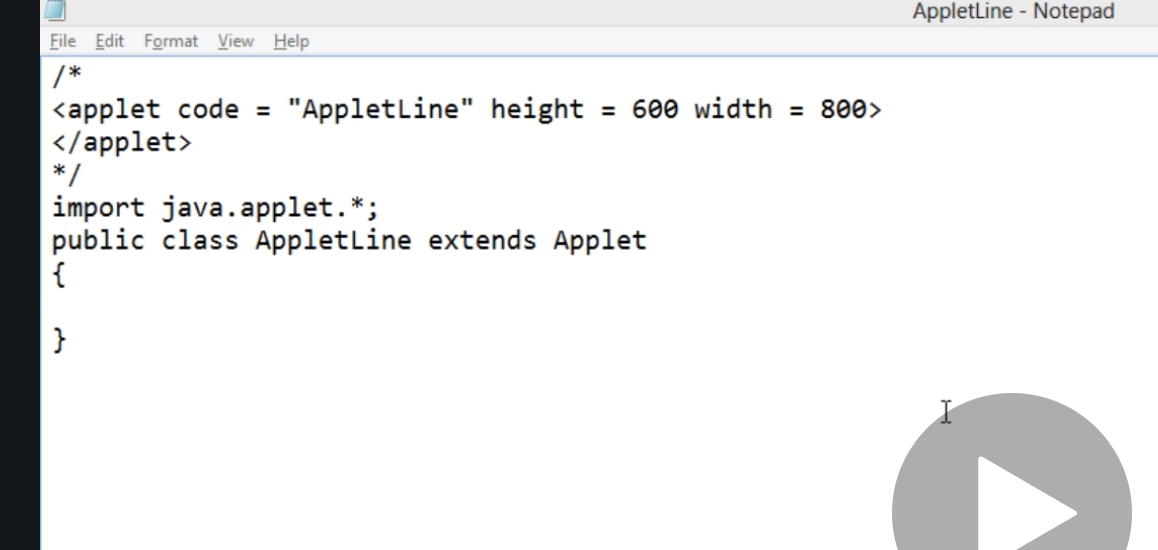 AppletLine - Notepad
File Edit Format View Help
/*
<applet code = "AppletLine" height = 600 width = 800>
</applet>
*/
import java.applet.*;
public class AppletLine extends Applet
{
}